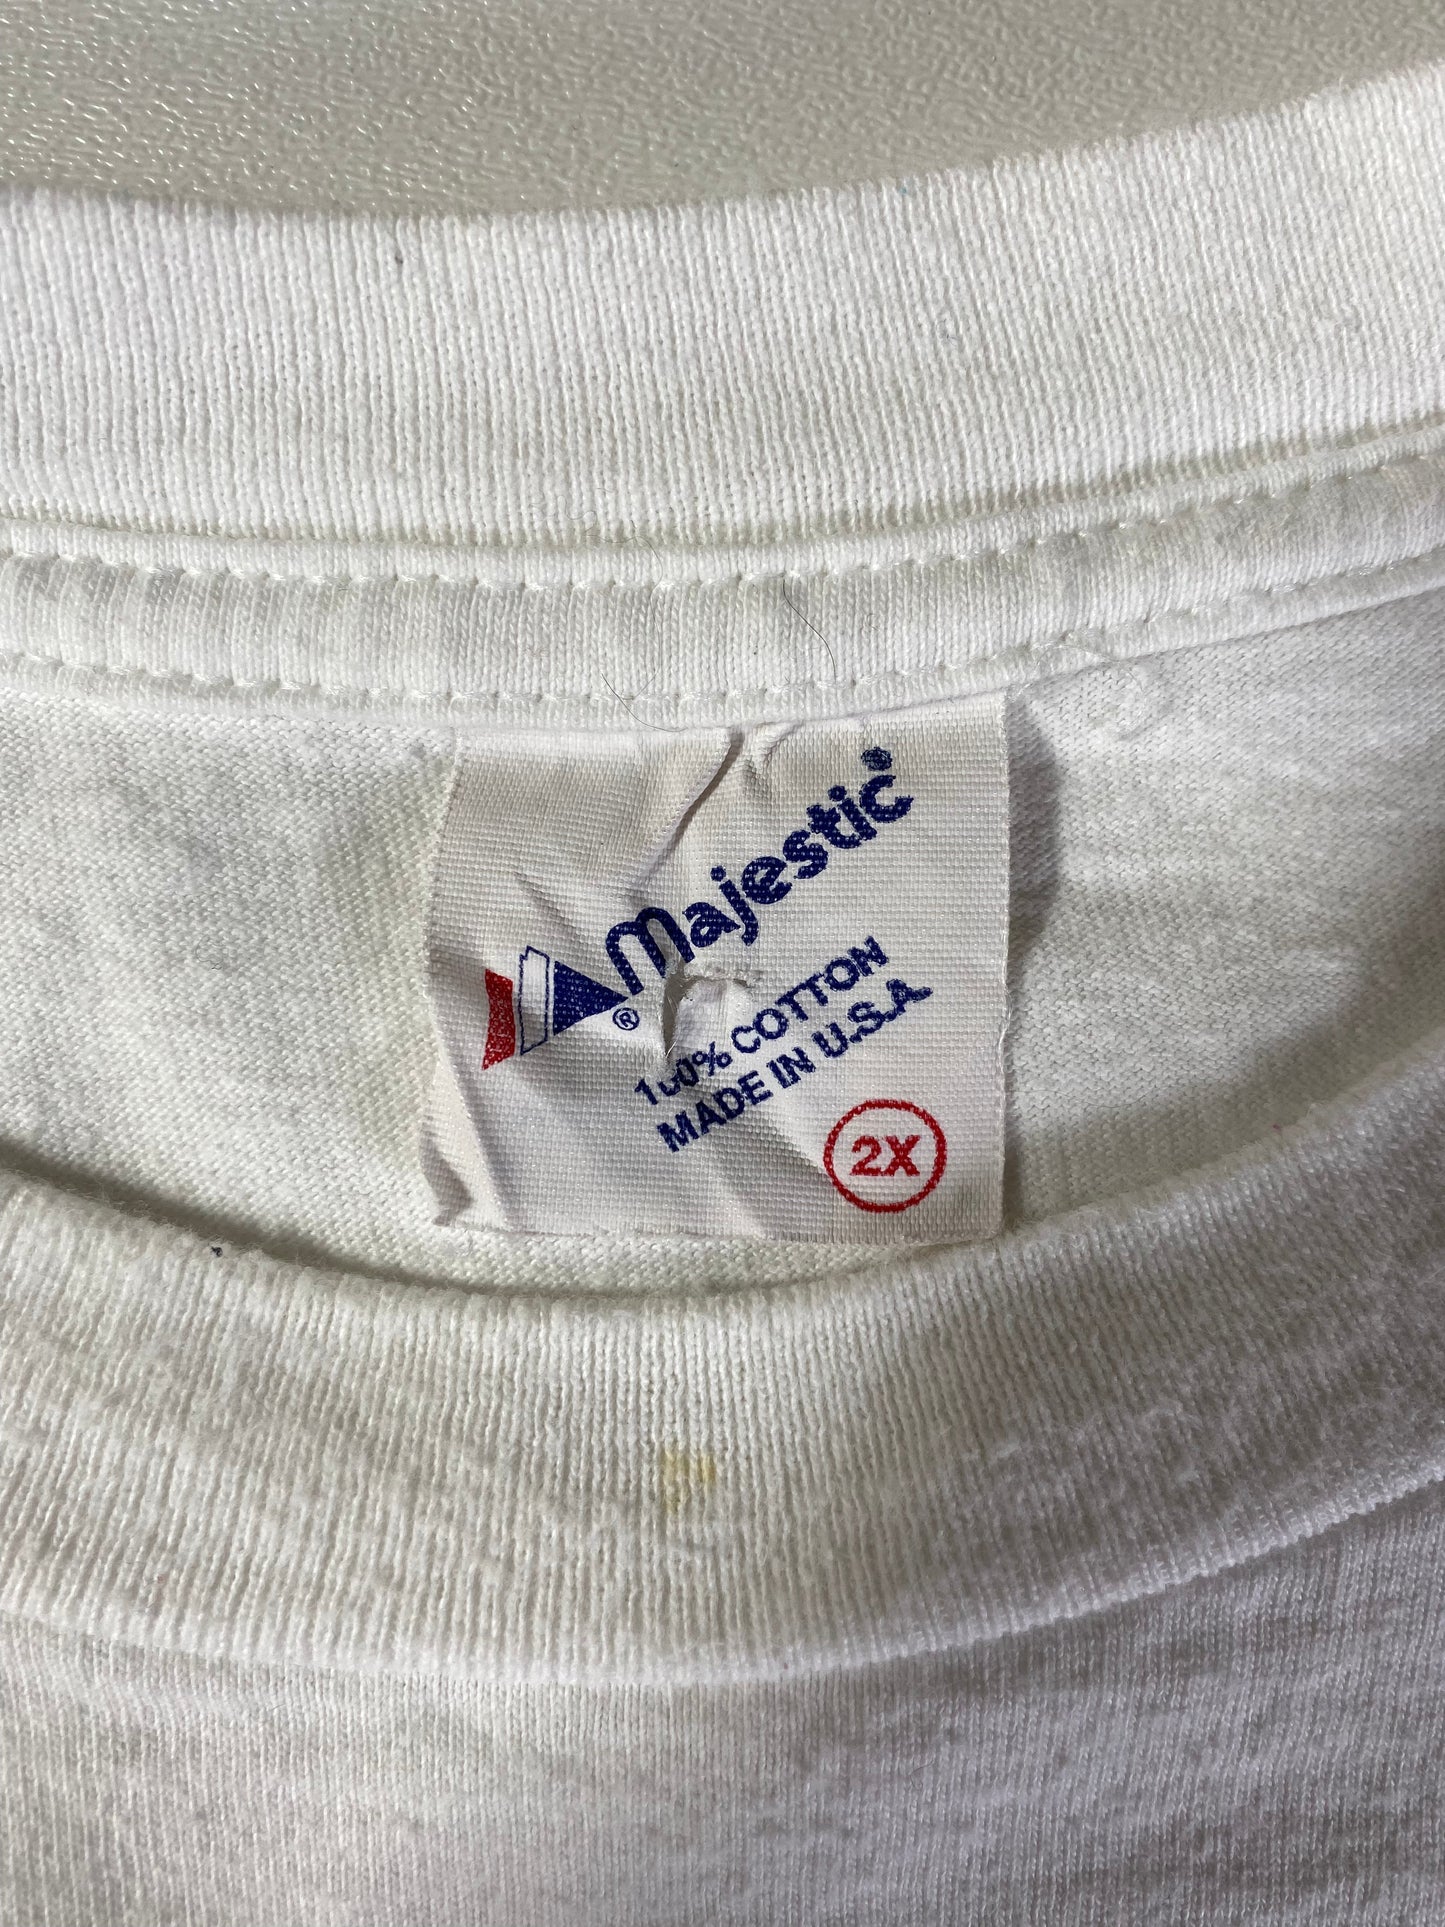 Majestic®
®
100% COTTON
MADE IN U.S.A.
2X